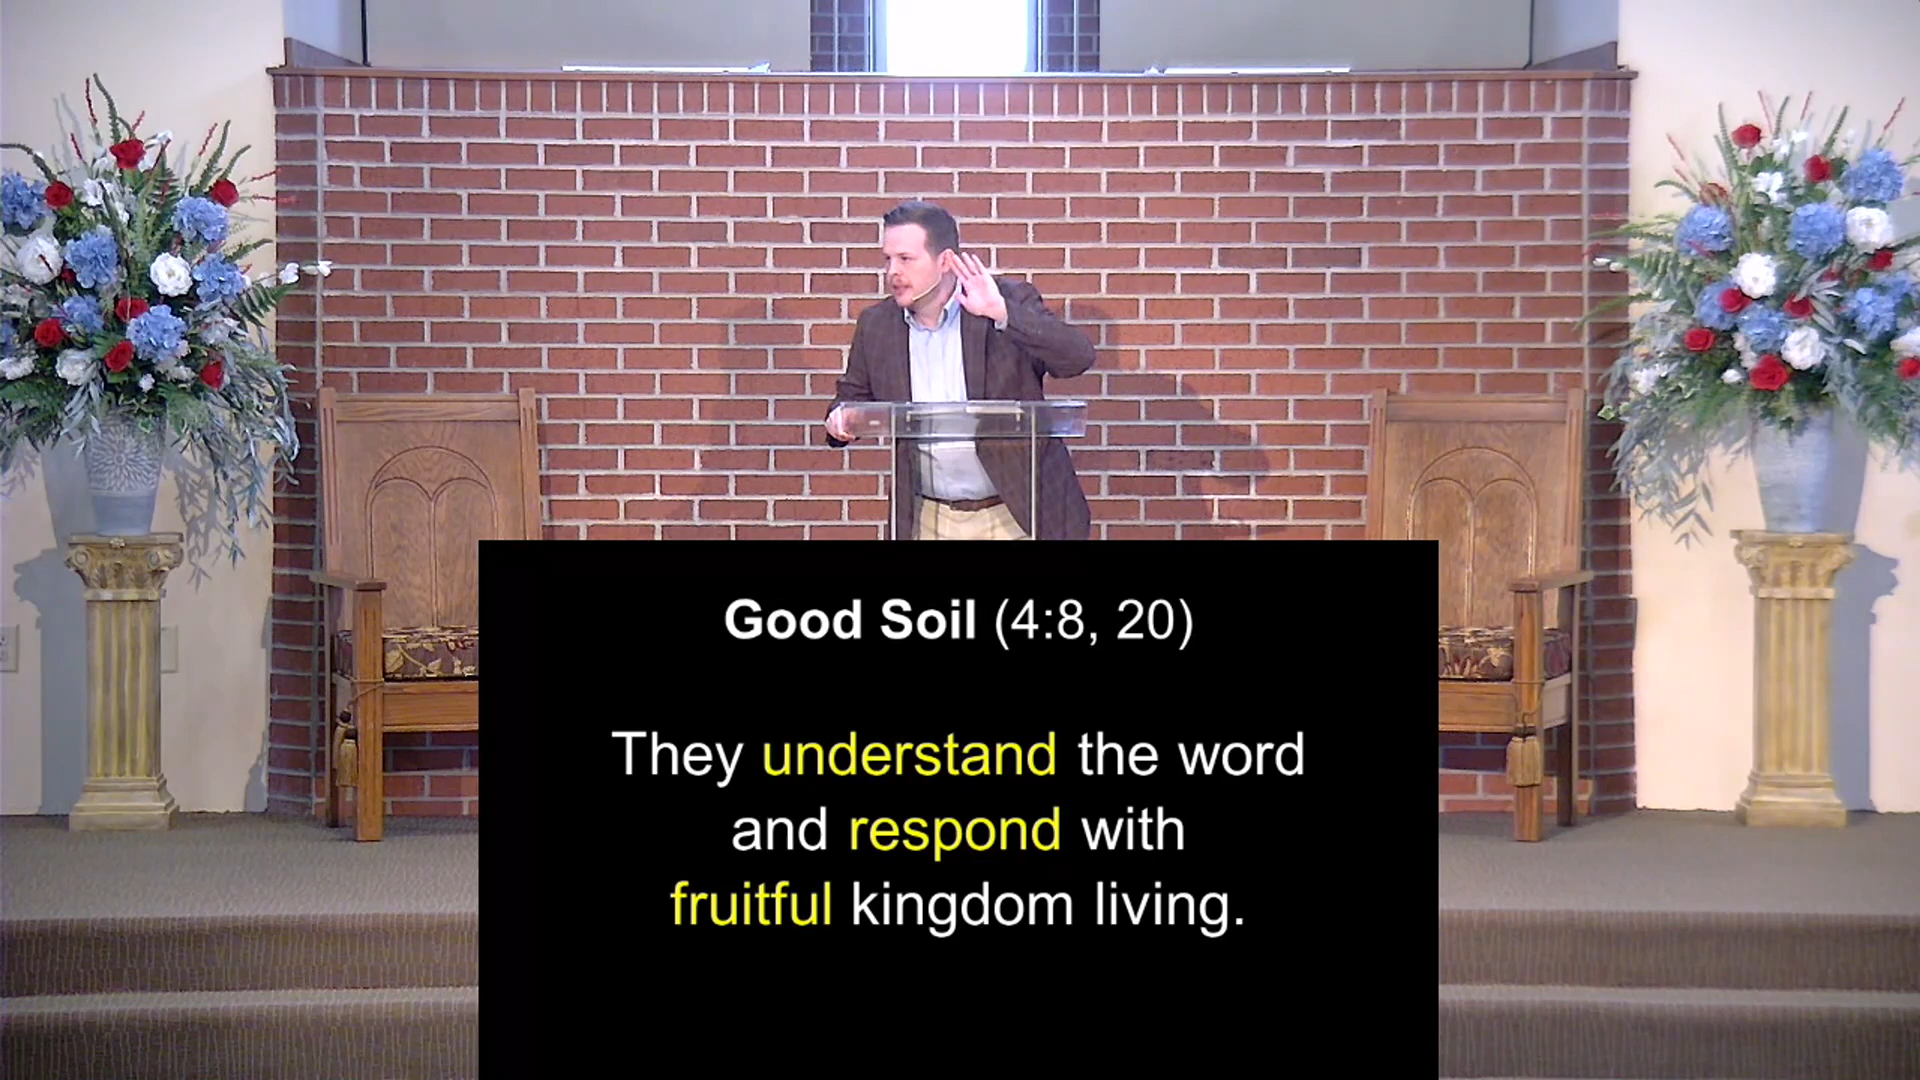 Good Soil (4:8, 20)
They understand the word
and respond with
fruitful kingdom living.